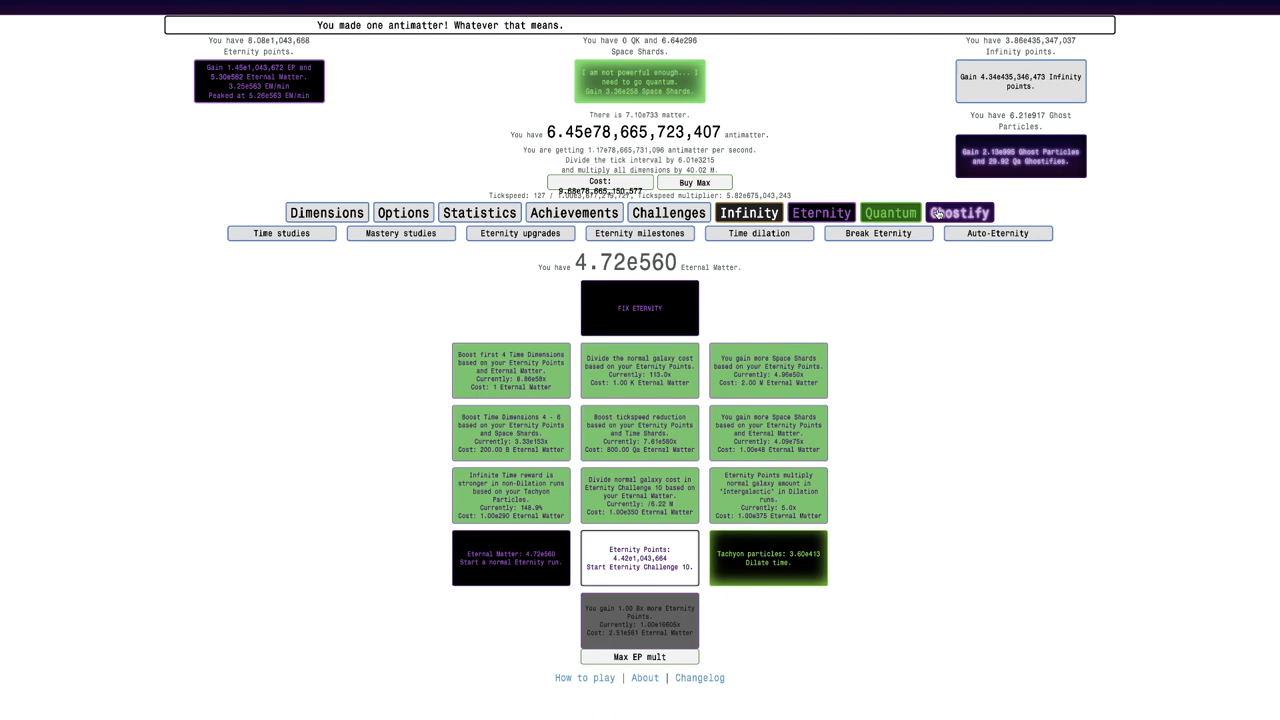 You made one antimatter! Whatever that means.
You have 8.08e1,043,668
Eternity points.
Gain 1.45e1,043,672 EP and
5.30e562 Eternal Matter.
3.25e563 EM/min
Peaked at 5.26e563 EM/min
You have 0 QK and 6.64e296
Space Shards.
I am not powerful enough... I
need to go quantum.
Gain 3.36e258 Space Shards.
You have 3.86e435,347,037
Infinity points.
Gain 4.34e435,346,473 Infinity
points.
You have 6.21e917 Ghost
Particles.
Gain 2.13e995 Ghost Particles
and 29.92 Qa Ghostifies.
There is 7.10e733 matter.
You have 6.45e78,665,723,407 antimatter.
You are getting 1.17e78,665,731,096 antimatter per second.
Divide the tick interval by 6.01e3215
and multiply all dimensions by 40.02 M.
Cost:
9.68e78,665,150,577
Buy Max
Tickspeed: 127 / Tickspeed multiplier: 5.82e675,043,243
Dimensions
Options
Statistics
Achievements
Challenges
Infinity
Eternity
Quantum
Ghostify
Time studies
Mastery studies
Eternity upgrades
Eternity milestones
Time dilation
Break Eternity
Auto-Eternity
You have 4.72e560 Eternal Matter.
FIX ETERNITY
Boost first 4 Time Dimensions
based on your Eternity Points
and Eternal Matter.
Currently: 8.86e58x
Cost: 1 Eternal Matter
Divide the normal galaxy cost
based on your Eternity Points.
Currently: 113.0x
Cost: 1.00 K Eternal Matter
You gain more Space Shards
based on your Eternity Points.
Currently: 4.96e50x
Cost: 2.00 M Eternal Matter
Boost Time Dimensions 4 - 6
based on your Eternity Points
and Space Shards.
Currently: 3.33e153x
Cost: 200.00 B Eternal Matter
Boost tickspeed reduction
based on your Eternity Points
and Time Shards.
Currently: 7.61e580x
Cost: 800.00 Qa Eternal Matter
You gain more Space Shards
based on your Eternity Points
and Eternal Matter.
Currently: 4.09e75x
Cost: 1.00e48 Eternal Matter
Infinite Time reward is
stronger in non-Dilation runs
based on your Tachyon
Particles.
Currently: 148.9%
Cost: 1.00e290 Eternal Matter
Divide normal galaxy cost in
Eternity Challenge 10 based on
your Eternal Matter.
Currently: /6.22 M
Cost: 1.00e350 Eternal Matter
Eternity Points multiply
normal galaxy amount in
'Intergalactic' in Dilation
runs.
Currently: 5.0x
Cost: 1.00e375 Eternal Matter
Eternal Matter: 4.72e560
Start a normal Eternity run.
Eternity Points:
4.42e1,043,664
Start Eternity Challenge 10.
Tachyon particles: 3.60e413
Dilate time.
You gain 1.00 Bx more Eternity
Points.
Currently: 1.00e16605x
Cost: 2.51e561 Eternal Matter
Max EP mult
How to play | About | Changelog